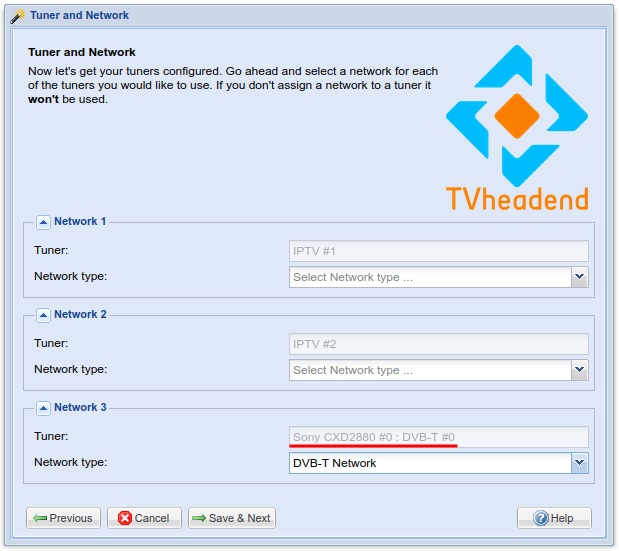 Tuner and Network
Tuner and Network
Now let's get your tuners configured. Go ahead and select a network for each
of the tuners you would like to use. If you don't assign a network to a tuner it
won't be used.
TVheadend
Network 1
Tuner: IPTV #1
Network type: Select Network type ...
Network 2
Tuner: IPTV #2
Network type: Select Network type ...
Network 3
Tuner: Sony CXD2880 #0 : DVB-T #0
Network type: DVB-T Network
Previous Cancel Save & Next Help